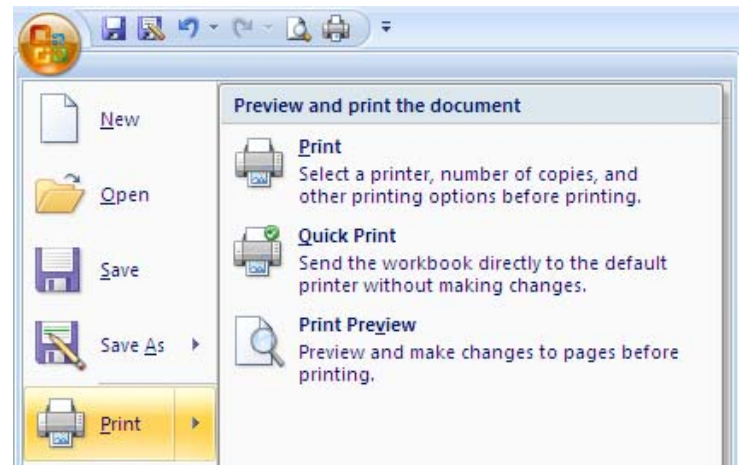 New
Open
Save
Save As
Print
Preview and print the document
Print
Select a printer, number of copies, and
other printing options before printing.
Quick Print
Send the workbook directly to the default
printer without making changes.
Print Preview
Preview and make changes to pages before
printing.